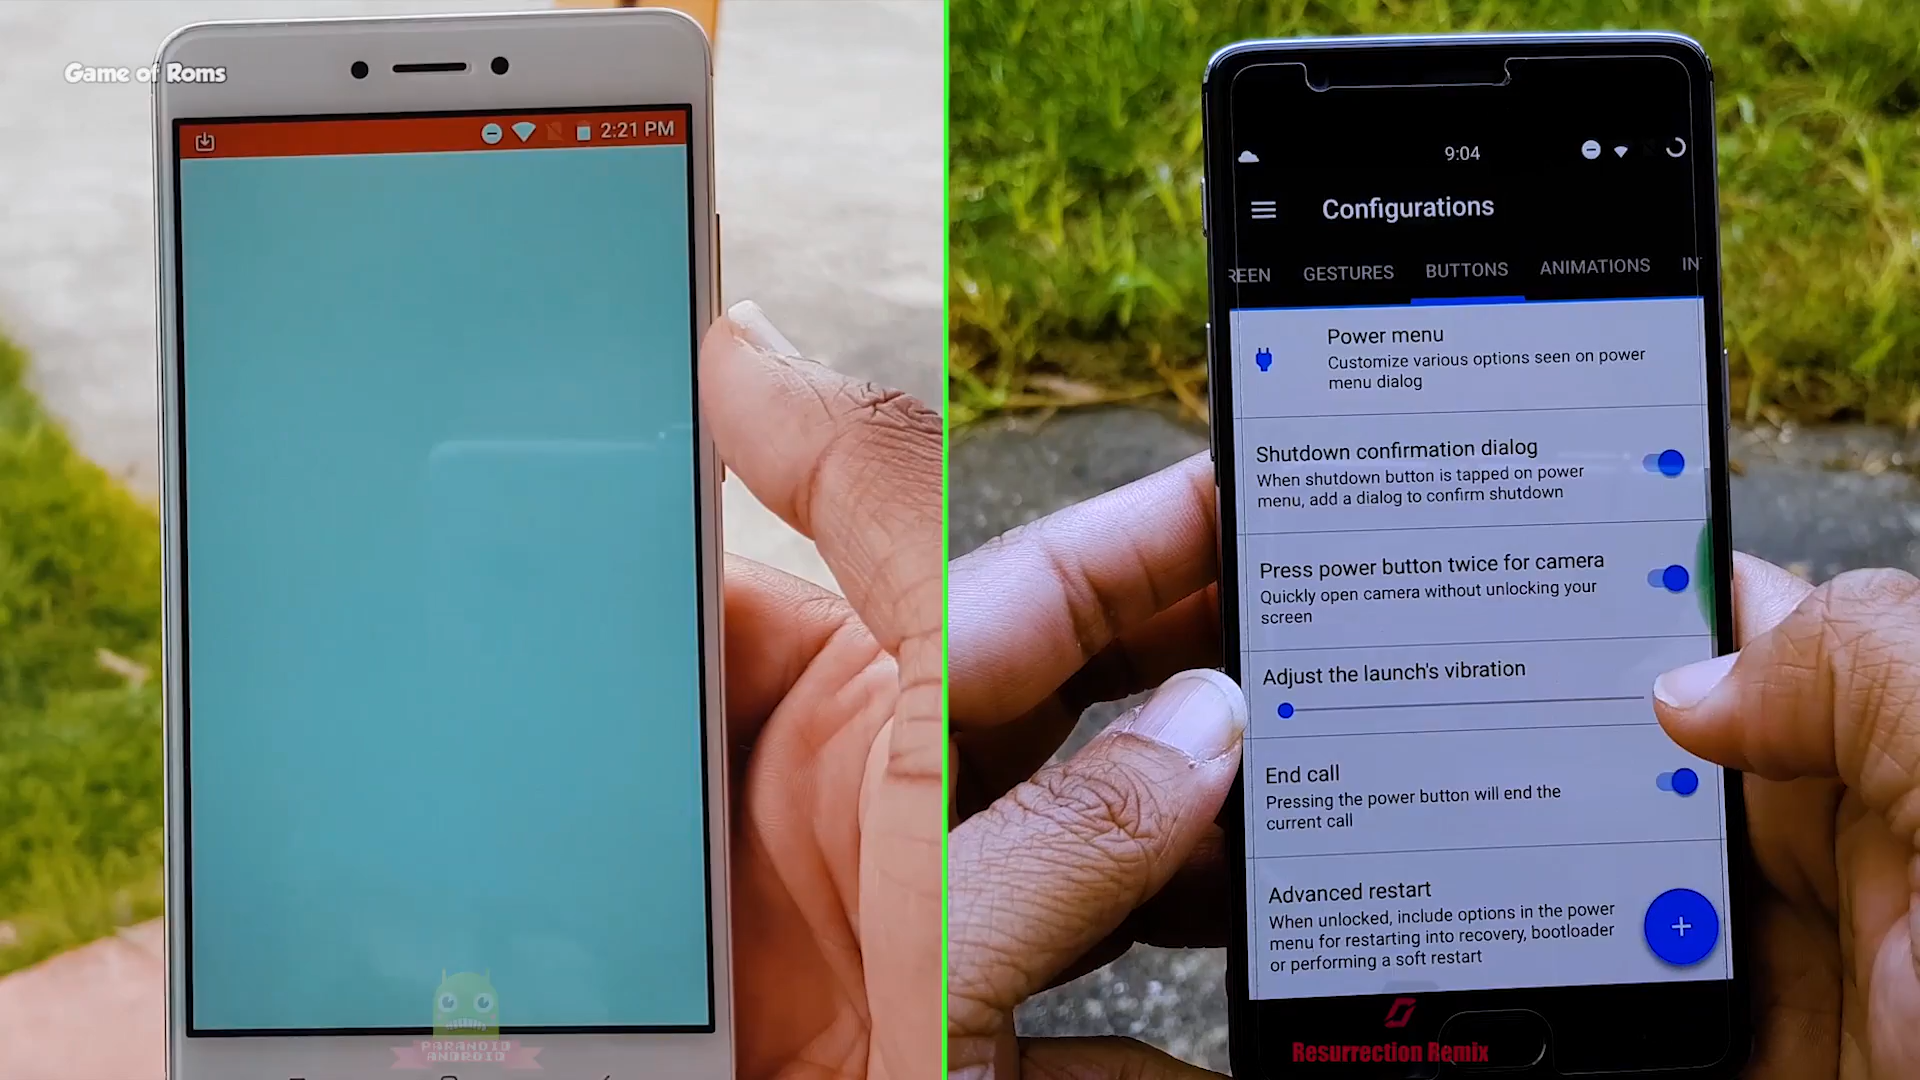 Game of Roms
2:21 PM
PARANOID
ANDROID
9:04
Configurations
REEN GESTURES BUTTONS ANIMATIONS IN
Power menu
Customize various options seen on power
menu dialog
Shutdown confirmation dialog
When shutdown button is tapped on power
menu, add a dialog to confirm shutdown
Press power button twice for camera
Quickly open camera without unlocking your
screen
Adjust the launch's vibration
End call
Pressing the power button will end the
current call
Advanced restart
When unlocked, include options in the power
menu for restarting into recovery, bootloader
or performing a soft restart
Resurrection Remix